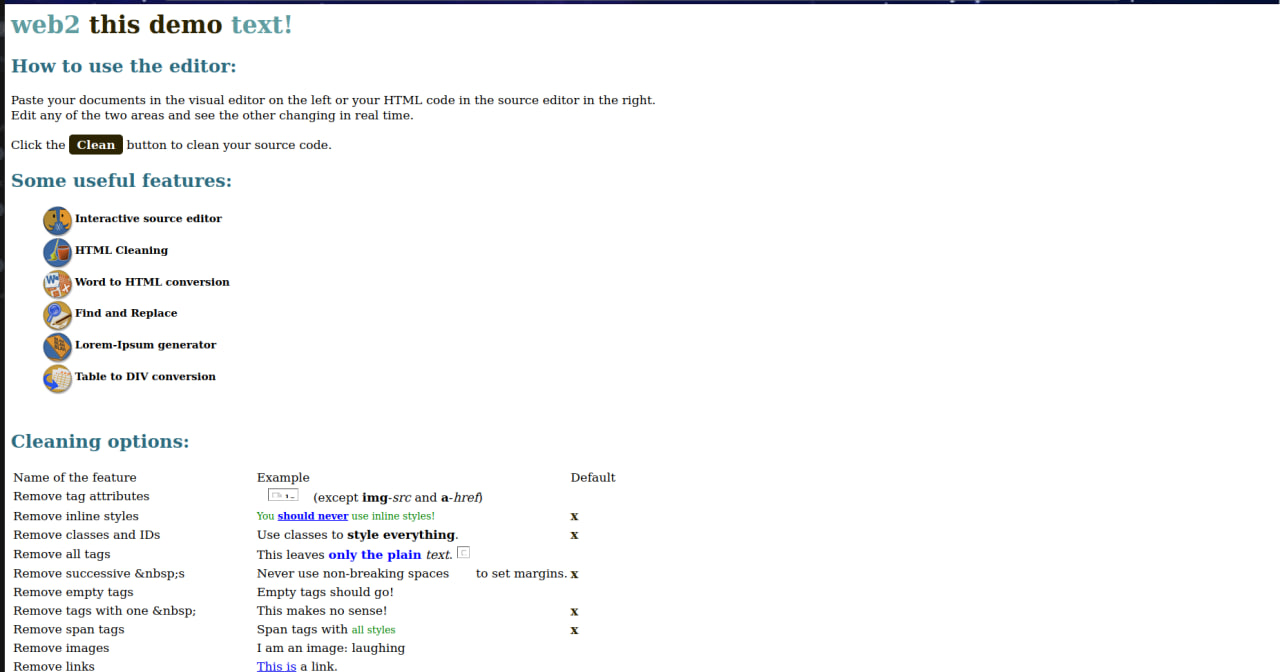 web2 this demo text!
How to use the editor:
Paste your documents in the visual editor on the left or your HTML code in the source editor in the right.
Edit any of the two areas and see the other changing in real time.
Click the Clean button to clean your source code.
Some useful features:
Interactive source editor
HTML Cleaning
Word to HTML conversion
Find and Replace
Lorem-Ipsum generator
Table to DIV conversion
Cleaning options:
Name of the feature Example Default
Remove tag attributes (except img-src and a-href)
Remove inline styles You should never use inline styles! x
Remove classes and IDs Use classes to style everything. x
Remove all tags This leaves only the plain text.
Remove successive &nbsp;s Never use non-breaking spaces to set margins. x
Remove empty tags Empty tags should go!
Remove tags with one &nbsp; This makes no sense! x
Remove span tags Span tags with all styles x
Remove images I am an image: laughing
Remove links This is a link.